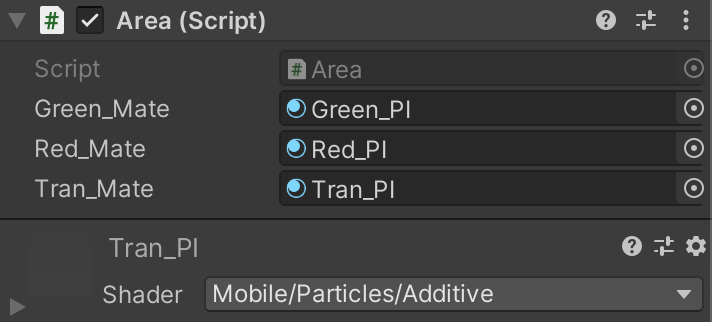 Area (Script)
Script Area
Green_Mate Green_PI
Red_Mate Red_PI
Tran_Mate Tran_PI
Tran_PI
Shader Mobile/Particles/Additive